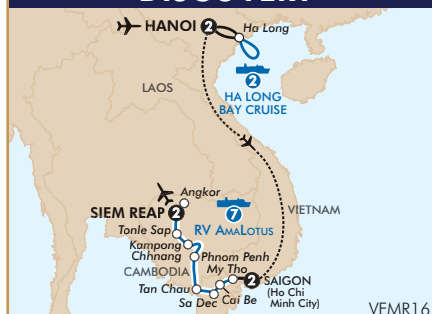 HANOI 2
Ha Long
2
HA LONG
BAY CRUISE
LAOS
Angkor
SIEM REAP 2
7
RV AMALOTUS
VIETNAM
Tonle Sap
Kampong
Chhnang
CAMBODIA
Phnom Penh
My Tho
Tan Chau
Sa Dec
Cai Be
2 SAIGON
(Ho Chi
Minh City)
VFMR16